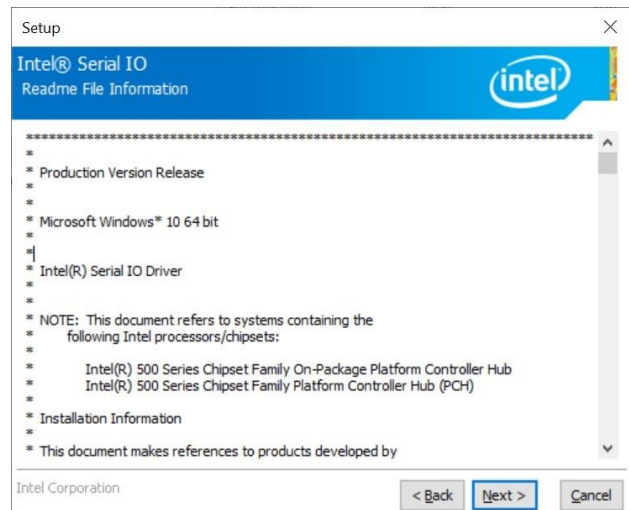 Setup
Intel® Serial IO
Readme File Information
intel
*******************************************************************************
*
* Production Version Release
*
*
* Microsoft Windows* 10 64 bit
*
*
* Intel(R) Serial IO Driver
*
*
* NOTE: This document refers to systems containing the
* following Intel processors/chipsets:
*
* Intel(R) 500 Series Chipset Family On-Package Platform Controller Hub
* Intel(R) 500 Series Chipset Family Platform Controller Hub (PCH)
*
* Installation Information
*
* This document makes references to products developed by
Intel Corporation
< Back
Next >
Cancel